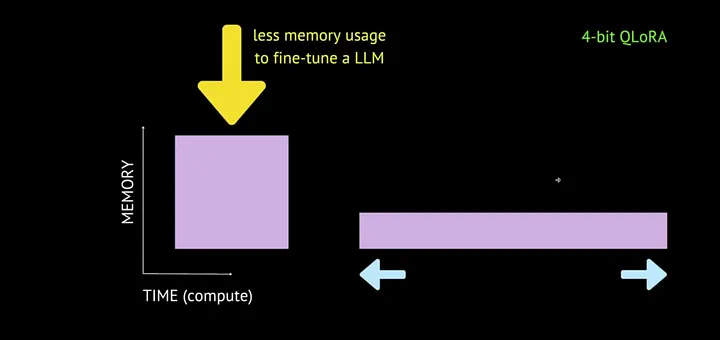 less memory usage
to fine-tune a LLM
4-bit QLoRA
MEMORY
TIME (compute)